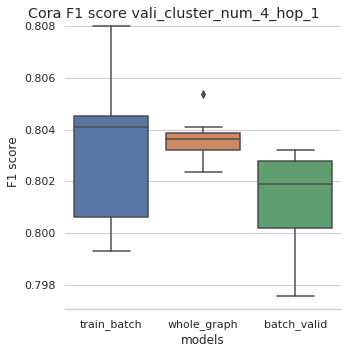 Cora F1 score vali_cluster_num_4_hop_1
0.808
0.806
0.804
0.802
0.800
0.798
F1 score
train_batch
whole_graph
batch_valid
models